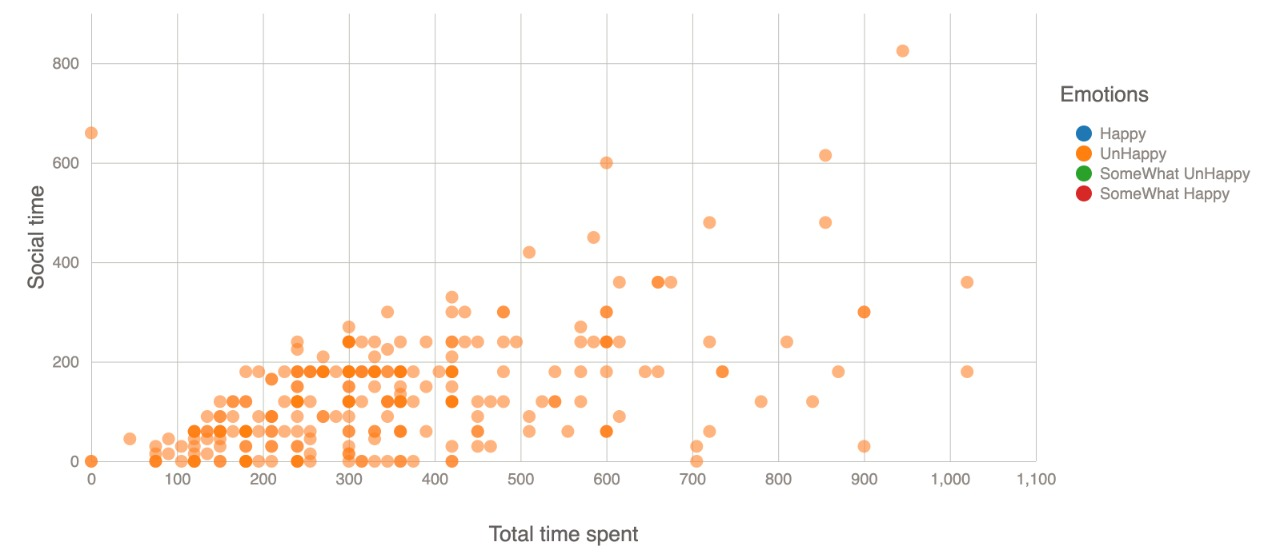 800
600
400
200
0
Social time
0 100 200 300 400 500 600 700 800 900 1,000 1,100
Total time spent
Emotions
Happy
UnHappy
SomeWhat UnHappy
SomeWhat Happy